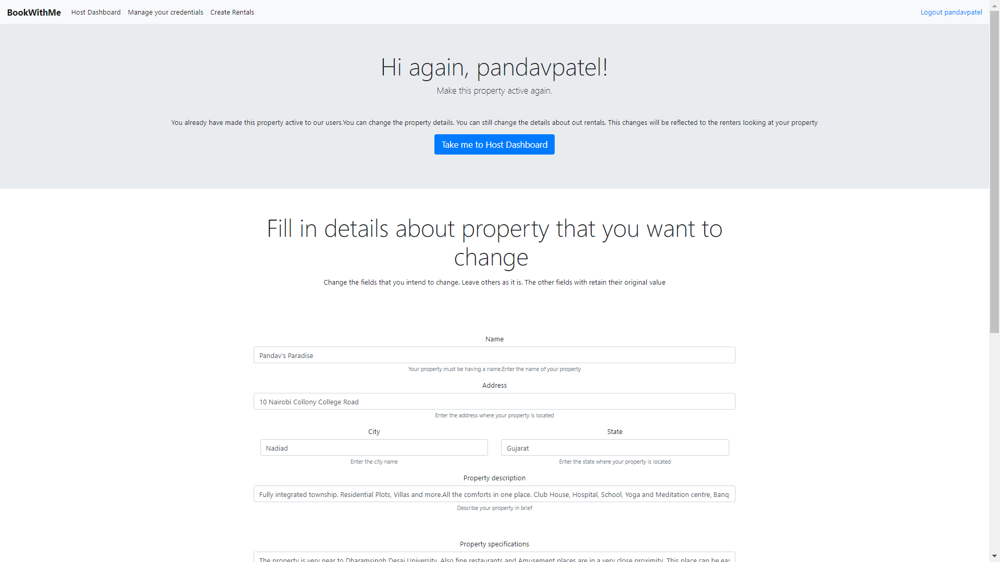 BookWithMe Host Dashboard Manage your credentials Create Rentals Logout pandavpatel
Hi again, pandavpatel!
Make this property active again.
You already have made this property active to our users.You can change the property details. You can still change the details about out rentals. This changes will be reflected to the renters looking at your property
Take me to Host Dashboard
Fill in details about property that you want to
change
Change the fields that you intend to change. Leave others as it is. The other fields with retain their original value
Name
Pandav's Paradise
Your property must be having a name.Enter the name of your property
Address
10 Nairobi Collony College Road
Enter the address where your property is located
City State
Nadiad Gujarat
Enter the city name Enter the state where your property is located
Property description
Fully integrated township. Residential Plots, Villas and more.All the comforts in one place. Club House, Hospital, School, Yoga and Meditation centre, Banq
Describe your property in brief
Property specifications
The property is very near to Dharamsingh Desai University. Also fine restaurants and Amusement places are in a very close proximity. This place can be eas